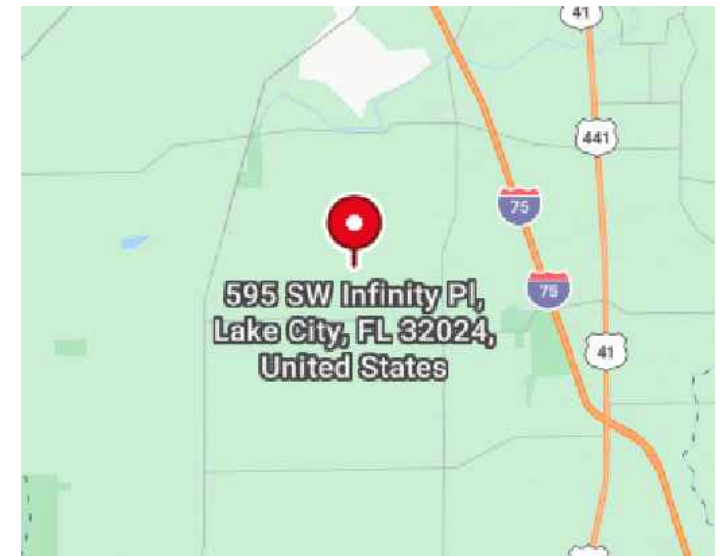 41
441
75
75
595 SW Infinity Pl,
Lake City, FL 32024,
United States
41